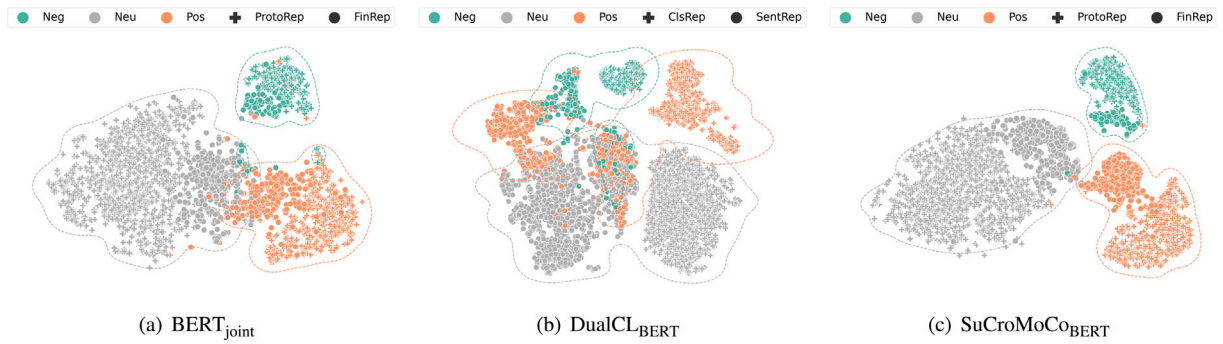 Neg Neu Pos ProtoRep FinRep
Neg Neu Pos ClsRep SentRep
Neg Neu Pos ProtoRep FinRep
(a) BERTjoint
(b) DualCLBERT
(c) SuCroMoCoBERT